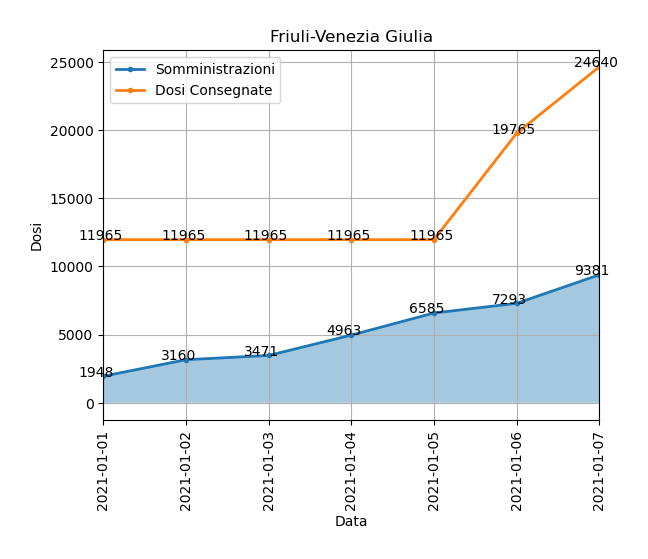 Friuli-Venezia Giulia
Somministrazioni
Dosi Consegnate
Dosi
25000
20000
15000
10000
5000
0
11965 11965 11965 11965 11965 19765 24640
1948 3160 3471 4963 6585 7293 9381
2021-01-01 2021-01-02 2021-01-03 2021-01-04 2021-01-05 2021-01-06 2021-01-07
Data